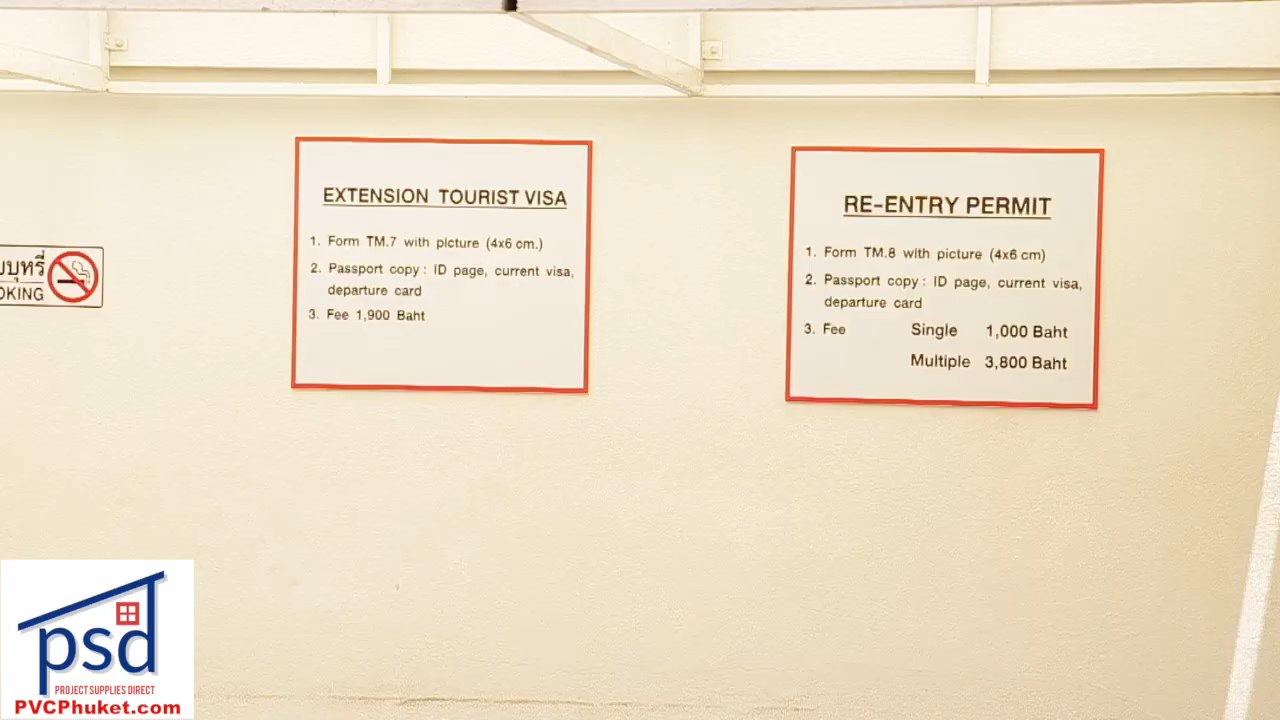 EXTENSION TOURIST VISA
1. Form TM.7 with picture (4x6 cm.)
2. Passport copy : ID page, current visa,
departure card
3. Fee 1,900 Baht
RE-ENTRY PERMIT
1. Form TM.8 with picture (4x6 cm)
2. Passport copy : ID page, current visa,
departure card
3. Fee Single 1,000 Baht
Multiple 3,800 Baht
บุหรี่
OKING
psd
PROJECT SUPPLIES DIRECT
PVCPhuket.com